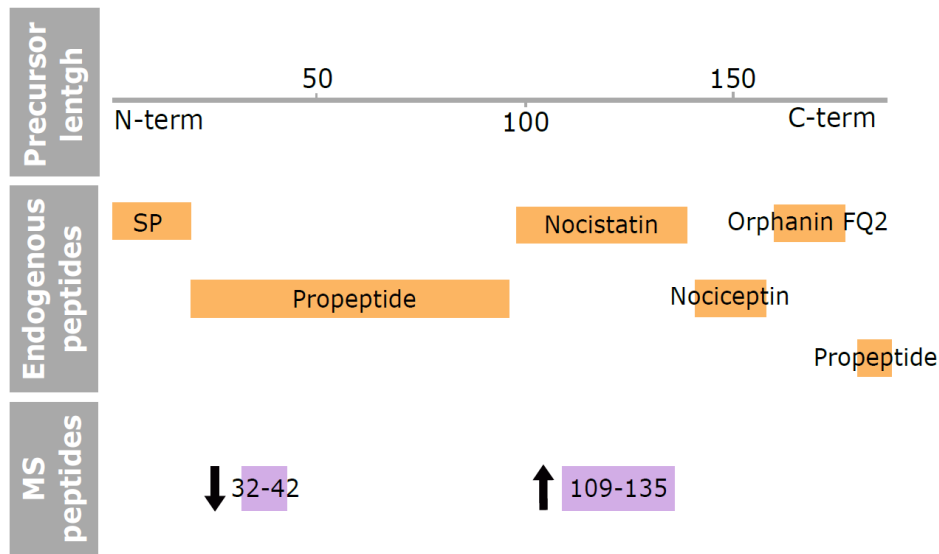 Precursor
lentgh
50
150
N-term
100
C-term
Endogenous
peptides
SP
Nocistatin
Orphanin FQ2
Propeptide
Nociceptin
Propeptide
MS
peptides
32-42
109-135